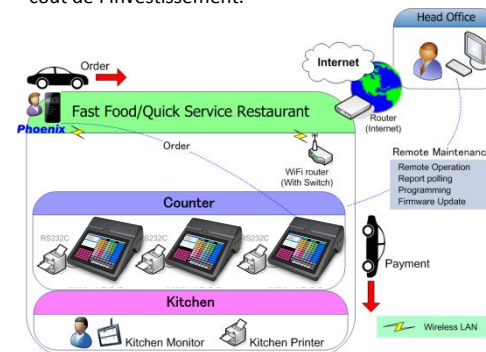 coût de l'investissement.
Head Office
Order
Internet
Fast Food/Quick Service Restaurant
Phoenix
Router
(Internet)
Order
WiFi router
(With Switch)
Remote Maintenanc
Remote Operation
Report polling
Programming
Firmware Update
Counter
RS232C
RS232C
RS232C
Payment
Kitchen
Kitchen Monitor
Kitchen Printer
Wireless LAN